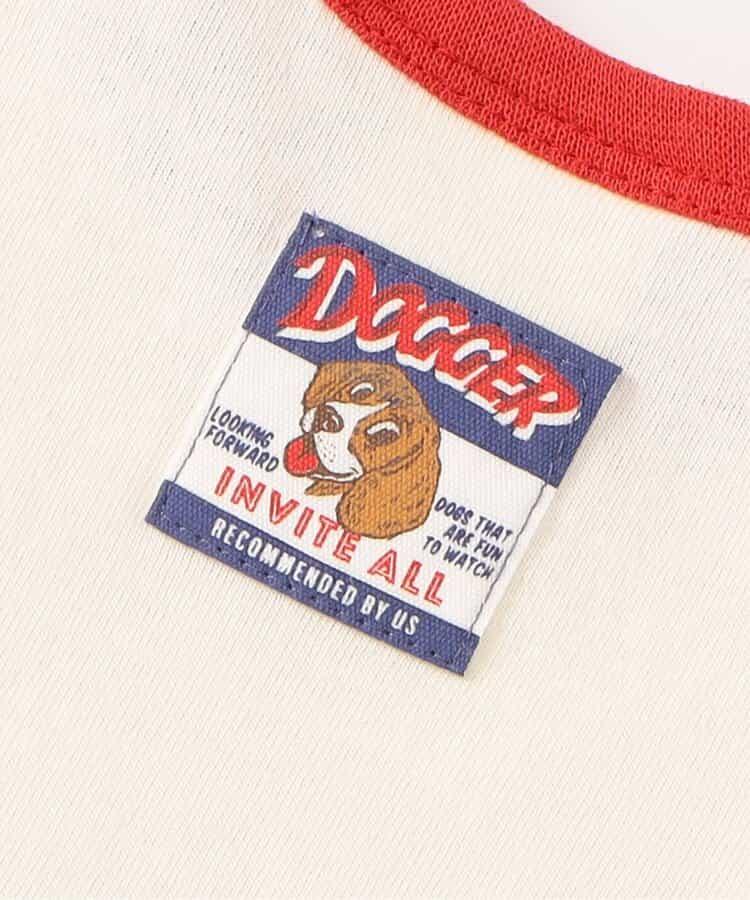 DOGGER
LOOKING
FORWARD
DOGS THAT
ARE FUN
TO WATCH
INVITE ALL
RECOMMENDED BY US